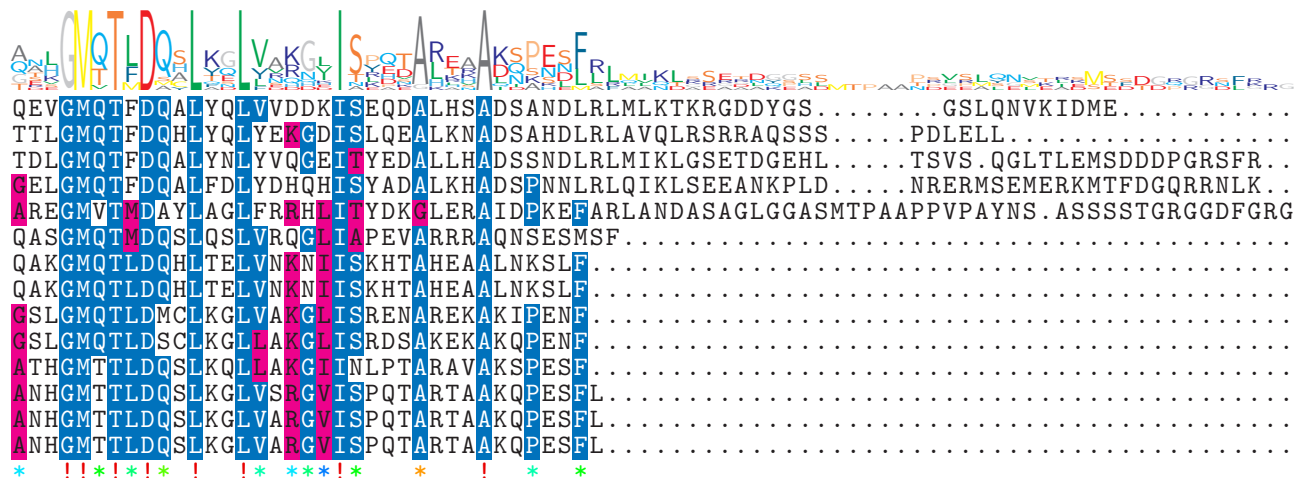 QEVGMQTFDQALYQLVVDDKISEQDALHSADSANDLRLMLKTKRGDDYGS........GSLQNVKIDME...........
TTLGMQTFDQHLYQLYEKGDISLQEALKNADSAHDLRLAVQLRSRRAQSSS.....PDLELL..................
TDLGMQTFDQALYNLYVQGEITYEDALLHADSSNDLRLMIKLGSETDGEHL.....TSVS.QGLTLEMSDDDPGRSFR..
GELGMQTFDQALFDLYDHQHISYADALKHADSPNNLRLQIKLSEEANKPLD.....NRERMSEMERKMTFDGQRRNLK..
AREGMVTMDAYLAGLFRRHLITYDKGLERAIDPKEFARLANDASAGLGGASMTPAAPPVPAYNS.ASSSSTGRGGDFGRG
QASGMQTMDQSLQSLVRQGLIAPEVARRRAQNSESMSF..........................................
QAKGMQTLDQHLTELVNKNIISKHTAHEAALNKSLF............................................
QAKGMQTLDQHLTELVNKNIISKHTAHEAALNKSLF............................................
GSLGMQTLDMCLKGLVAKGLISRENAREKAKIPENF............................................
GSLGMQTLDSCLKGLLAKGLISRDSAKEKAKQPENF............................................
ATHGMTTLDQSLKQLLAKGIINLPTARAVAKSPESF............................................
ANHGMTTLDQSLKGLVSRGVISPQTARTAAKQPESFL...........................................
ANHGMTTLDQSLKGLVARGVISPQTARTAAKQPESFL...........................................
ANHGMTTLDQSLKGLVARGVISPQTARTAAKQPESFL...........................................
*  !!*!*!* !  !* ***!*   *   !  *  *